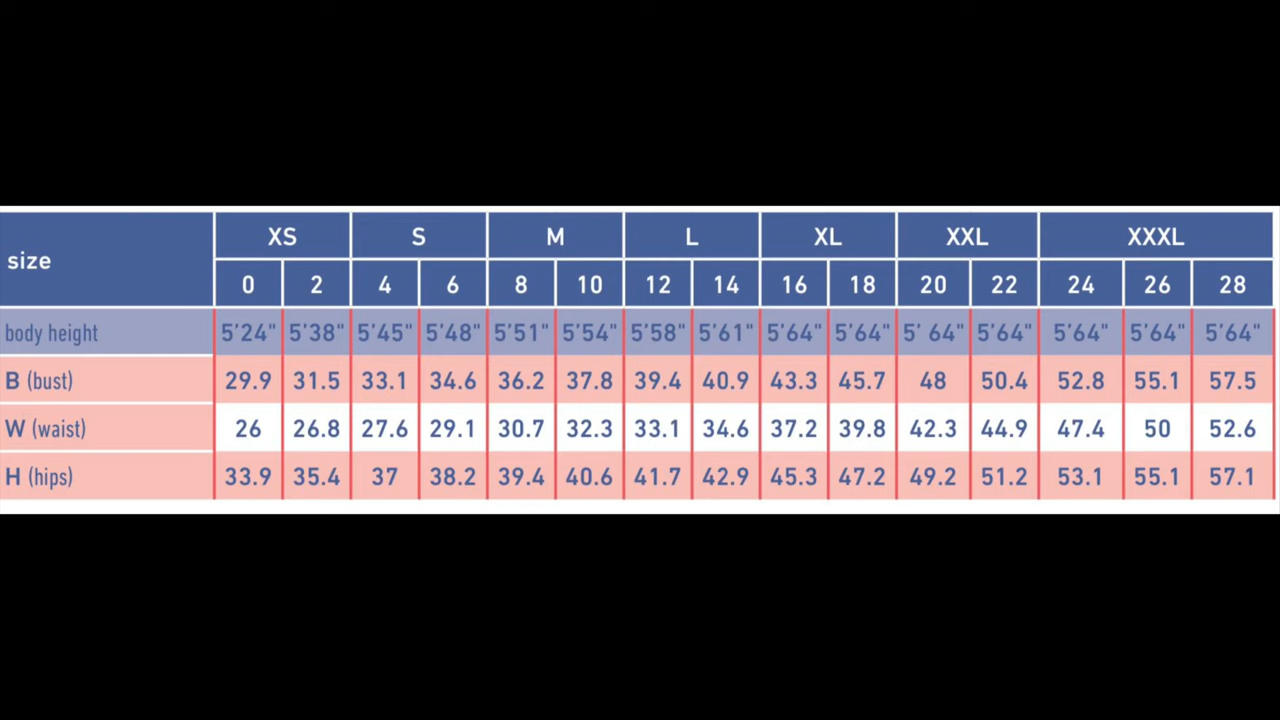 size XS S M L XL XXL XXXL
0 2 4 6 8 10 12 14 16 18 20 22 24 26 28
body height 5’24" 5’38" 5’45" 5’48" 5’51" 5’54" 5’58" 5’61" 5’64" 5’64" 5’ 64" 5’64" 5’64" 5’64" 5’64"
B (bust) 29.9 31.5 33.1 34.6 36.2 37.8 39.4 40.9 43.3 45.7 48 50.4 52.8 55.1 57.5
W (waist) 26 26.8 27.6 29.1 30.7 32.3 33.1 34.6 37.2 39.8 42.3 44.9 47.4 50 52.6
H (hips) 33.9 35.4 37 38.2 39.4 40.6 41.7 42.9 45.3 47.2 49.2 51.2 53.1 55.1 57.1